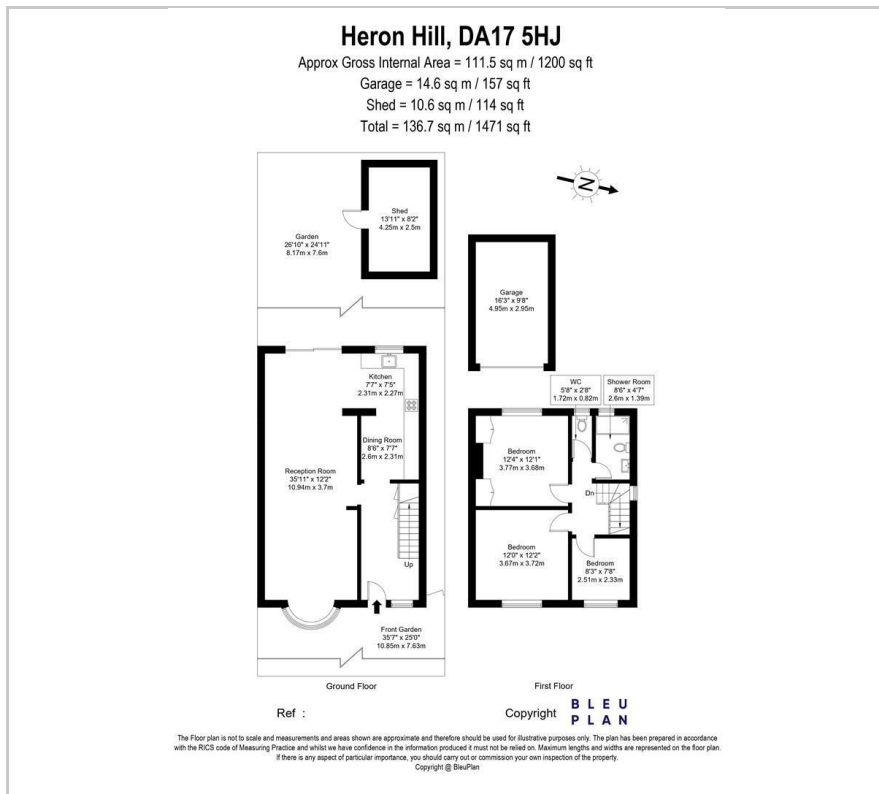 Heron Hill, DA17 5HJ
Approx Gross Internal Area = 111.5 sq m / 1200 sq ft
Garage = 14.6 sq m / 157 sq ft
Shed = 10.6 sq m / 114 sq ft
Total = 136.7 sq m / 1471 sq ft
N
Shed
13'11" x 8'2"
4.25m x 2.5m
Garden
26'10" x 24'11"
8.17m x 7.6m
Garage
16'3" x 9'8"
4.95m x 2.95m
Kitchen
7'7" x 7'5"
2.31m x 2.27m
Dining Room
8'6" x 7'7"
2.6m x 2.31m
Reception Room
35'11" x 12'2"
10.94m x 3.7m
Up
Front Garden
35'7" x 25'0"
10.85m x 7.63m
WC
5'8" x 2'8"
1.72m x 0.82m
Shower Room
8'6" x 4'7"
2.6m x 1.39m
Bedroom
12'4" x 12'1"
3.77m x 3.68m
Dn
Bedroom
12'0" x 12'2"
3.67m x 3.72m
Bedroom
8'3" x 7'8"
2.51m x 2.33m
Ground Floor
First Floor
Ref :
Copyright
BLEU
PLAN
The Floor plan is not to scale and measurements and areas shown are approximate and therefore should be used for illustrative purposes only. The plan has been prepared in accordance
with the RICS code of Measuring Practice and whilst we have confidence in the information produced it must not be relied on. Maximum lengths and widths are represented on the floor plan.
If there is any aspect of particular importance, you should carry out or commission your own inspection of the property.
Copyright @ BleuPlan